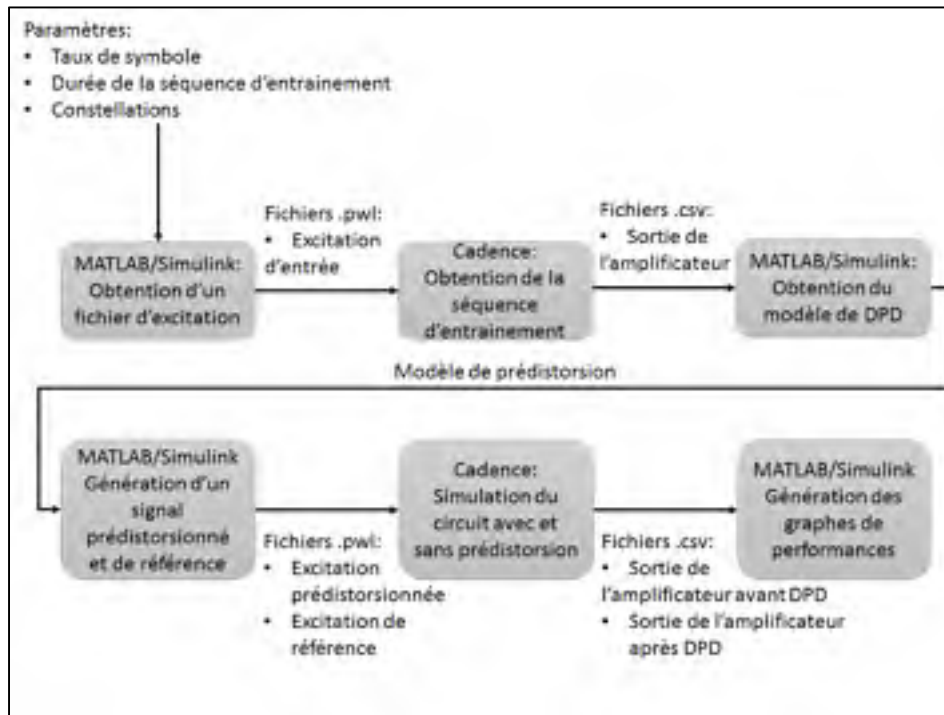 Paramètres:
• Taux de symbole
• Durée de la séquence d'entrainement
• Constellations
Fichiers .pwl:
• Excitation
d'entrée
Fichiers .csv:
• Sortie de
l'amplificateur
MATLAB/Simulink:
Obtention d'un
fichier d'excitation
Cadence:
Obtention de la
séquence
d'entrainement
MATLAB/Simulink:
Obtention du
modèle de DPD
Modèle de prédistorsion
MATLAB/Simulink
Génération d'un
signal
prédistorsionné
et de référence
Cadence:
Simulation du
circuit avec et
sans prédistorsion
MATLAB/Simulink
Génération des
graphes de
performances
Fichiers .pwl:
• Excitation
prédistorsionnée
• Excitation de
référence
Fichiers .csv:
• Sortie de
l'amplificateur avant DPD
• Sortie de l'amplificateur
après DPD